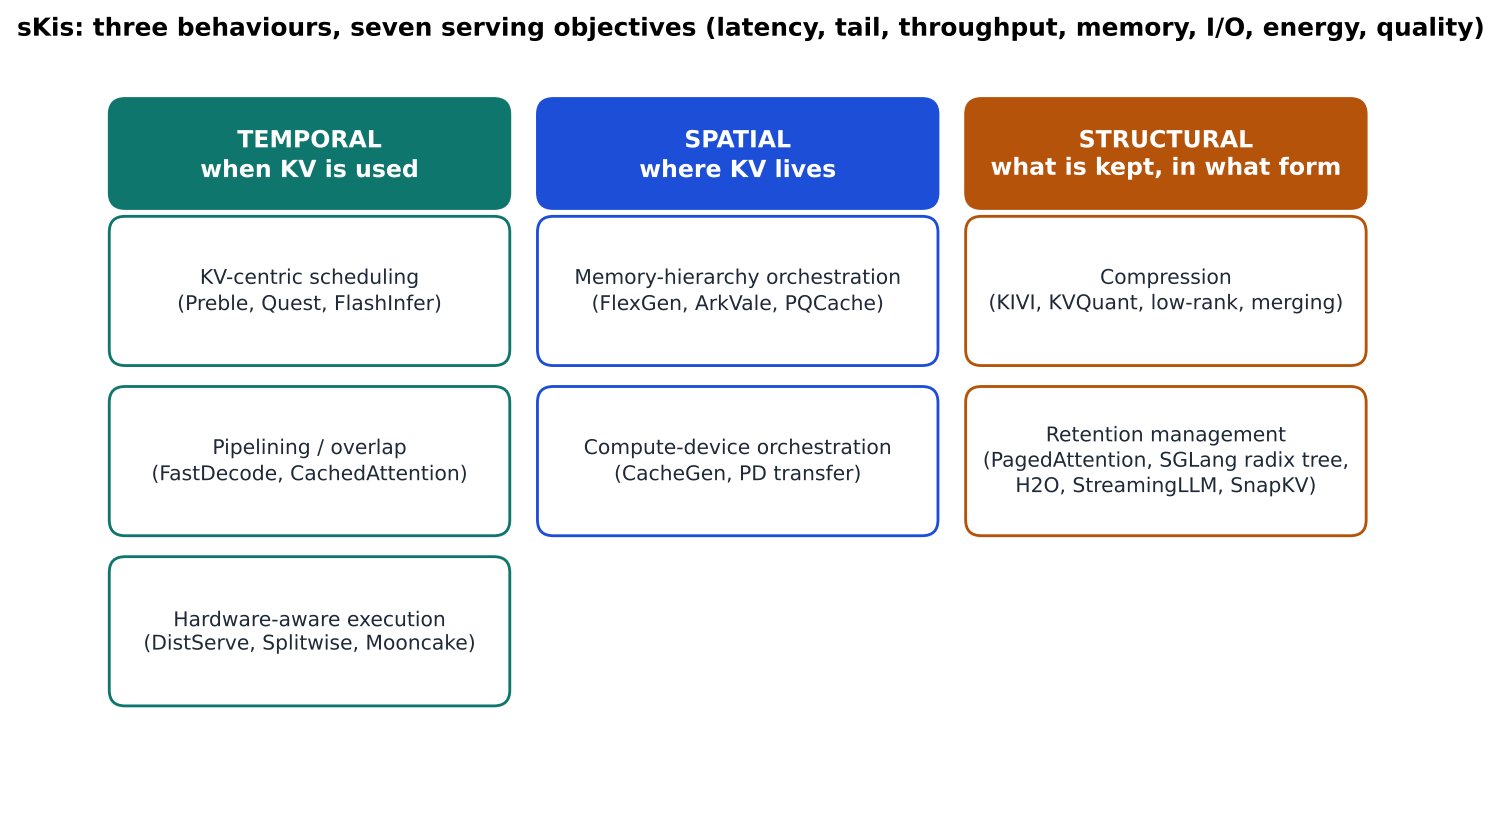 sKis: three behaviours, seven serving objectives (latency, tail, throughput, memory, I/O, energy, quality)
TEMPORAL
when KV is used
KV-centric scheduling
(Preble, Quest, FlashInfer)
Pipelining / overlap
(FastDecode, CachedAttention)
Hardware-aware execution
(DistServe, Splitwise, Mooncake)
SPATIAL
where KV lives
Memory-hierarchy orchestration
(FlexGen, ArkVale, PQCache)
Compute-device orchestration
(CacheGen, PD transfer)
STRUCTURAL
what is kept, in what form
Compression
(KIVI, KVQuant, low-rank, merging)
Retention management
(PagedAttention, SGLang radix tree,
H2O, StreamingLLM, SnapKV)